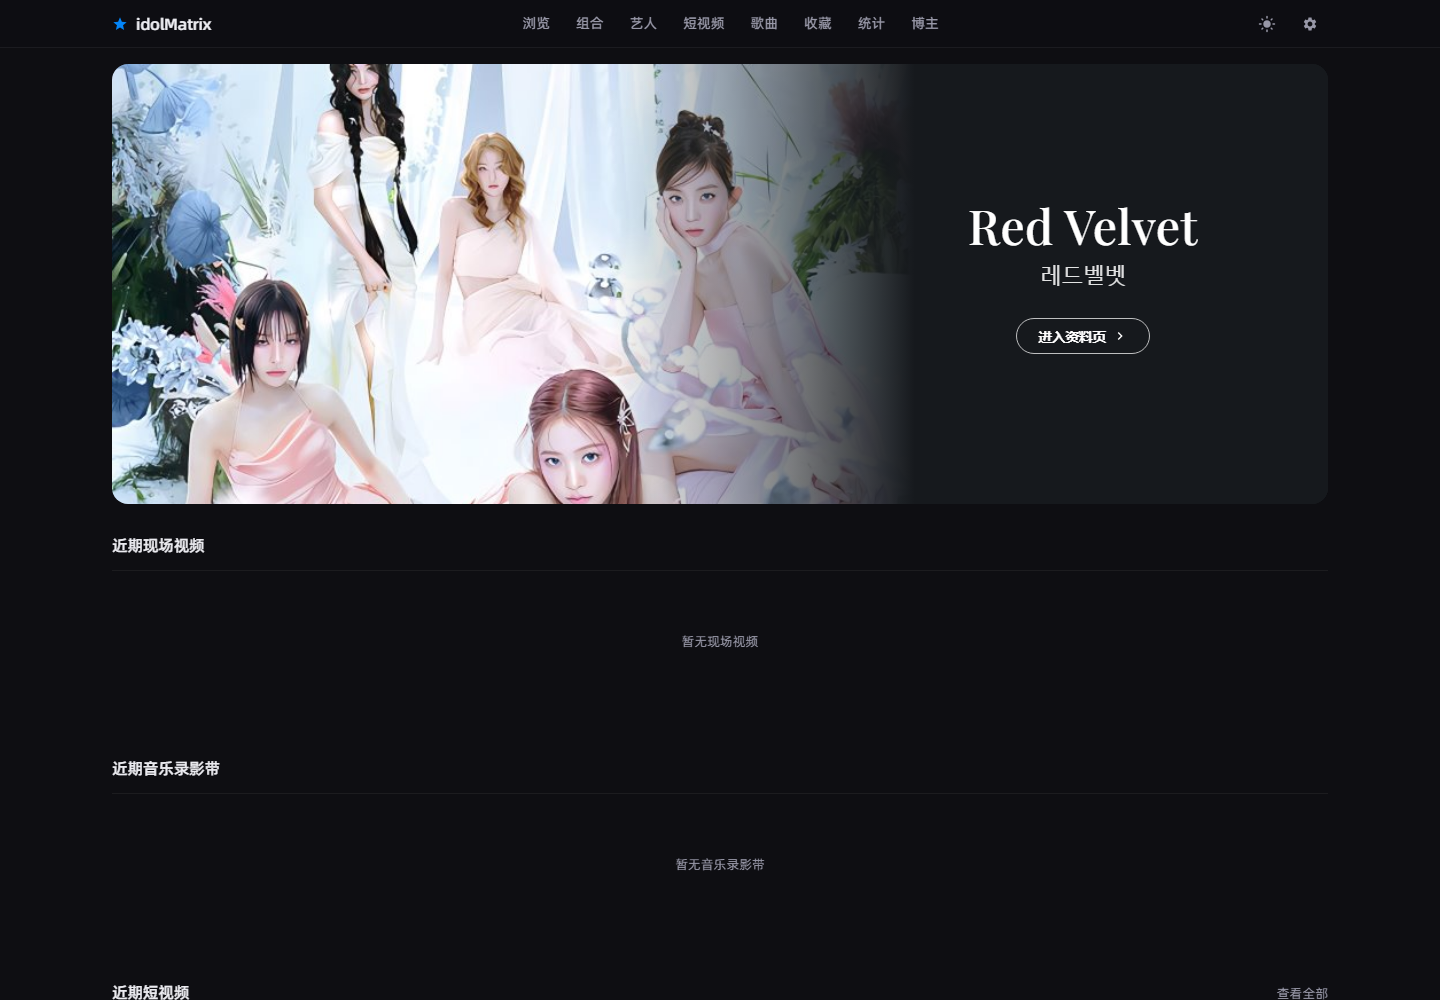 idolMatrix
浏览 组合 艺人 短视频 歌曲 收藏 统计 博主
Red Velvet
레드벨벳
进入资料页
近期现场视频
暂无现场视频
近期音乐录影带
暂无音乐录影带
近期短视频 查看全部